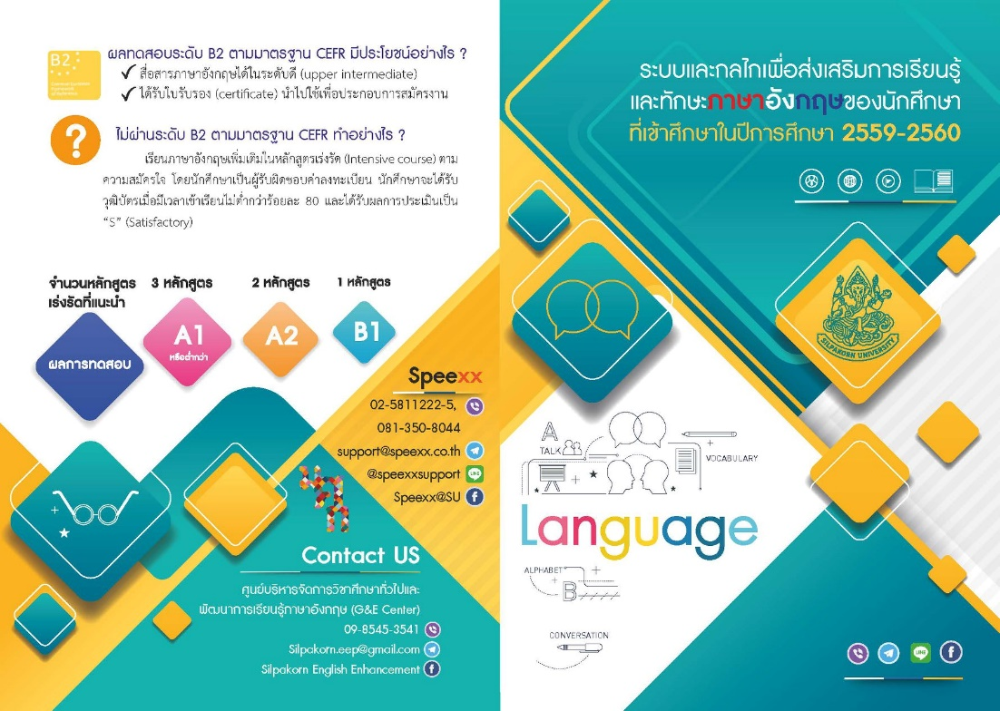 B2
ผลทดสอบระดับ B2 ตามมาตรฐาน CEFR มีประโยชน์อย่างไร ?
สื่อสารภาษาอังกฤษได้ในระดับดี (upper intermediate)
ได้รับใบรับรอง (certificate) นำไปใช้เพื่อประกอบการสมัครงาน
?
ไม่ผ่านระดับ B2 ตามมาตรฐาน CEFR ทำอย่างไร ?
เรียนภาษาอังกฤษเพิ่มเติมในหลักสูตรเร่งรัด (Intensive course) ตาม
ความสมัครใจ โดยนักศึกษาเป็นผู้รับผิดชอบค่าลงทะเบียน นักศึกษาจะได้รับ
วุฒิบัตรเมื่อมีเวลาเข้าเรียนไม่ต่ำกว่าร้อยละ 80 และได้รับผลการประเมินเป็น
“S” (Satisfactory)
จำนวนหลักสูตร
เร่งรัดที่แนะนำ
3 หลักสูตร
2 หลักสูตร
1 หลักสูตร
ผลการทดสอบ
A1
หรือต่ำกว่า
A2
B1
Speexx
02-5811222-5,
081-350-8044
support@speexx.co.th
@speexxsupport
LINE
Speexx@SU
Contact US
ศูนย์บริหารจัดการวิชาศึกษาทั่วไปและ
พัฒนาการเรียนรู้ภาษาอังกฤษ (G&E Center)
09-8545-3541
Silpakorn.eep@gmail.com
Silpakorn English Enhancement
ระบบและกลไกเพื่อส่งเสริมการเรียนรู้
และทักษะภาษาอังกฤษของนักศึกษา
ที่เข้าศึกษาในปีการศึกษา 2559-2560
SILPAKORN UNIVERSITY
A
TALK
VOCABULARY
Language
ALPHABET
B
CONVERSATION
LINE